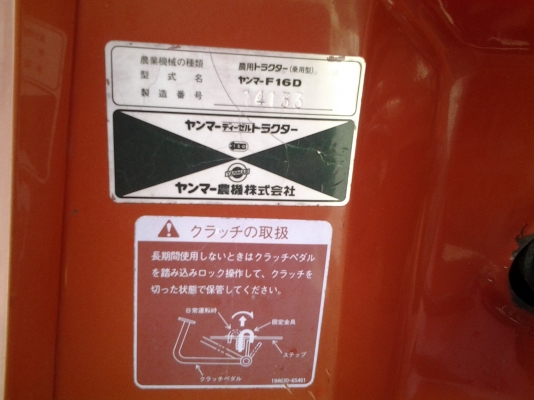 農業機械の種類 農用トラクター(乗用型)
型式名 ヤンマーF16D
製造番号 14153
ヤンマーディーゼルトラクター
ヤンマー農機株式会社
クラッチの取扱
長期間使用しないときはクラッチペダル
を踏み込みロック操作して、クラッチを
切った状態で保管してください。
日常運転時
固定金具
ステップ
クラッチペダル